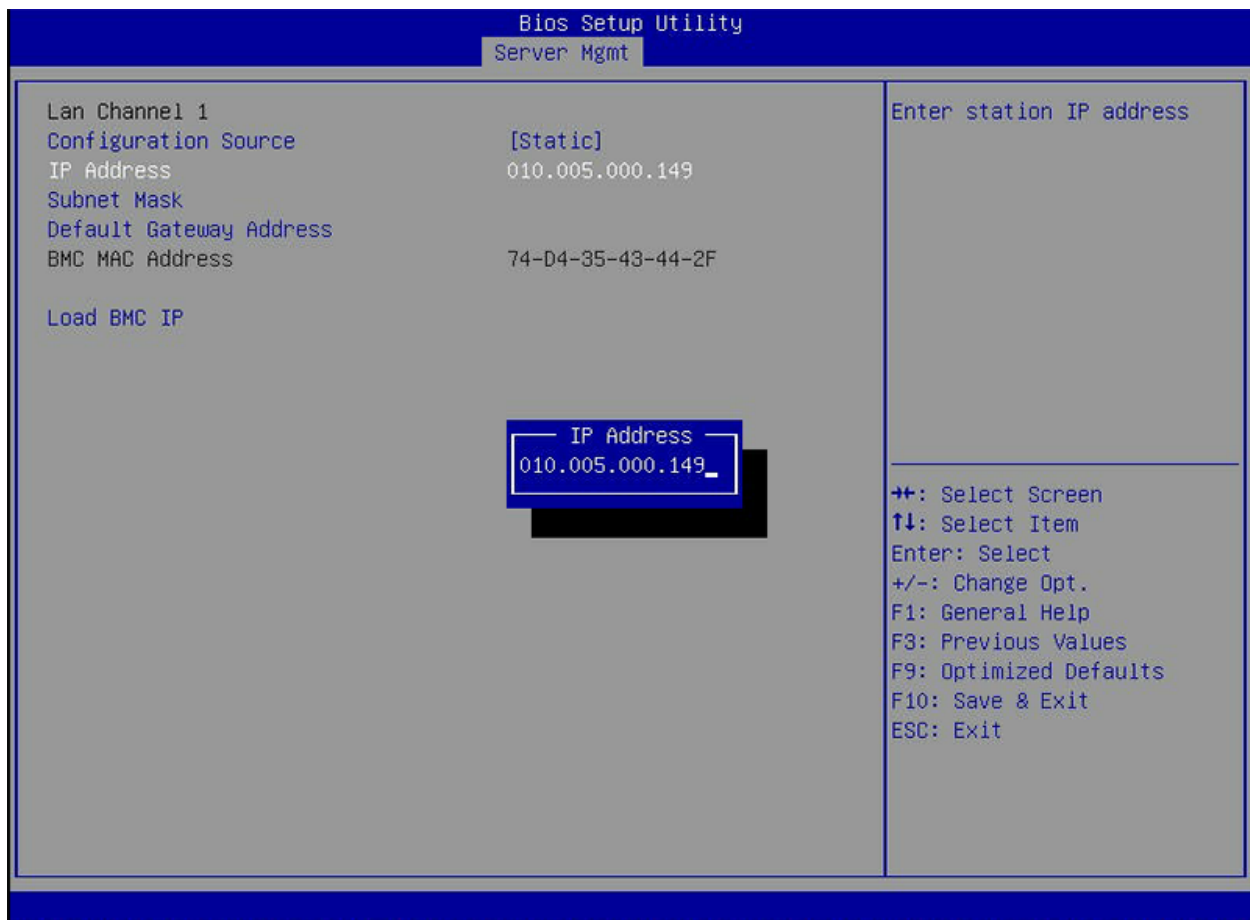 Bios Setup Utility
Server Mgmt
Lan Channel 1
Configuration Source [Static]
IP Address 010.005.000.149
Subnet Mask
Default Gateway Address
BMC MAC Address 74-D4-35-43-44-2F
Load BMC IP
IP Address
010.005.000.149_
Enter station IP address
→←: Select Screen
↑↓: Select Item
Enter: Select
+/-: Change Opt.
F1: General Help
F3: Previous Values
F9: Optimized Defaults
F10: Save & Exit
ESC: Exit